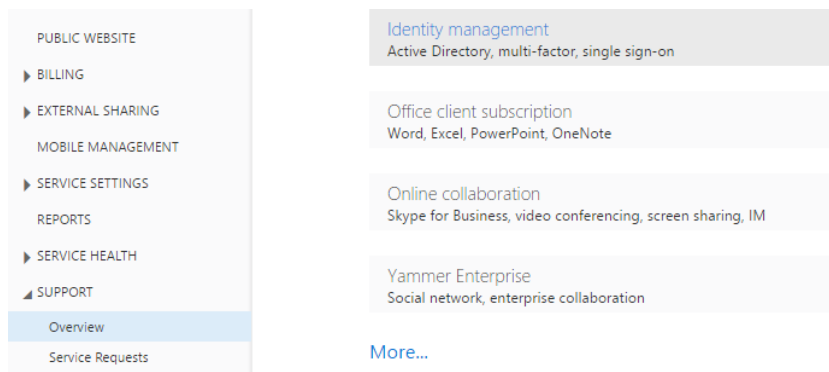 PUBLIC WEBSITE
BILLING
EXTERNAL SHARING
MOBILE MANAGEMENT
SERVICE SETTINGS
REPORTS
SERVICE HEALTH
SUPPORT
Overview
Service Requests
Identity management
Active Directory, multi-factor, single sign-on
Office client subscription
Word, Excel, PowerPoint, OneNote
Online collaboration
Skype for Business, video conferencing, screen sharing, IM
Yammer Enterprise
Social network, enterprise collaboration
More...